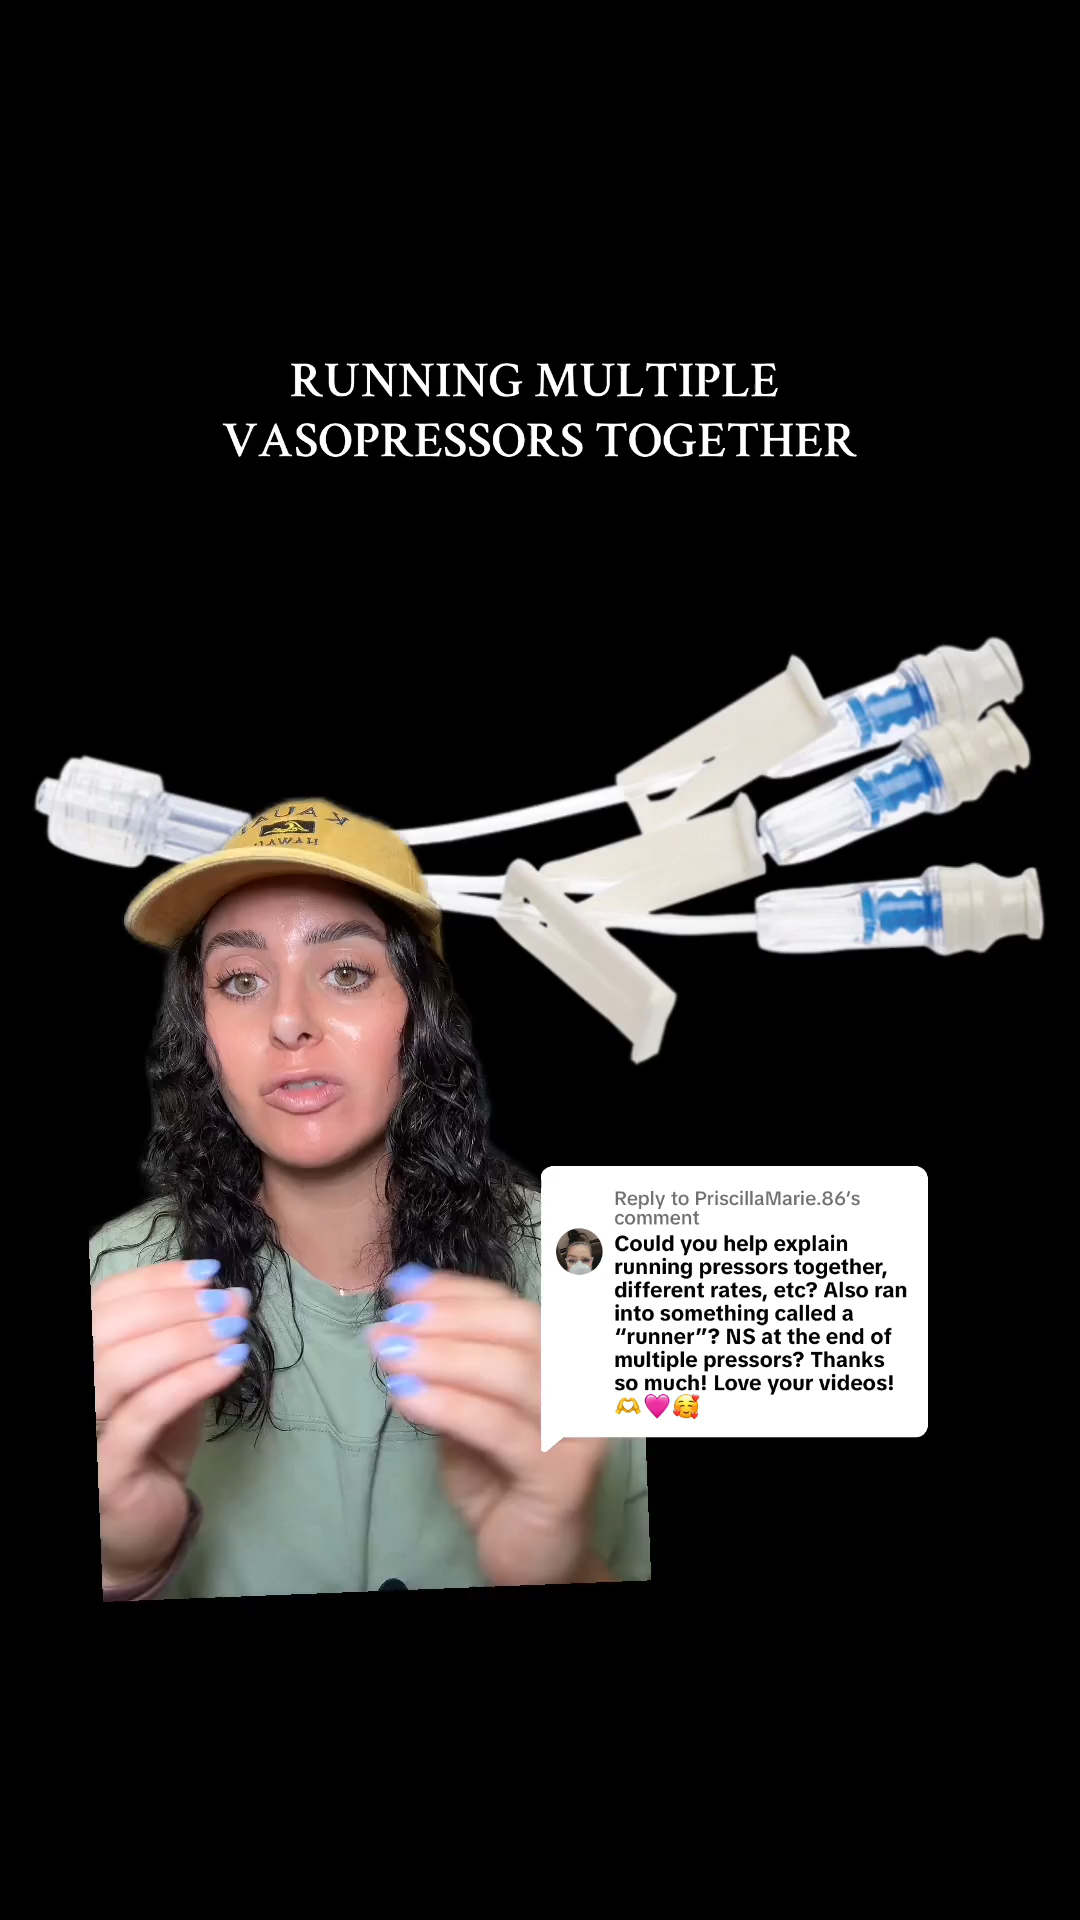 RUNNING MULTIPLE
VASOPRESSORS TOGETHER
KAUAI
HAWAII
Reply to PriscillaMarie.86’s
comment
Could you help explain
running pressors together,
different rates, etc? Also ran
into something called a
“runner”? NS at the end of
multiple pressors? Thanks
so much! Love your videos!
🫶🩷🥰